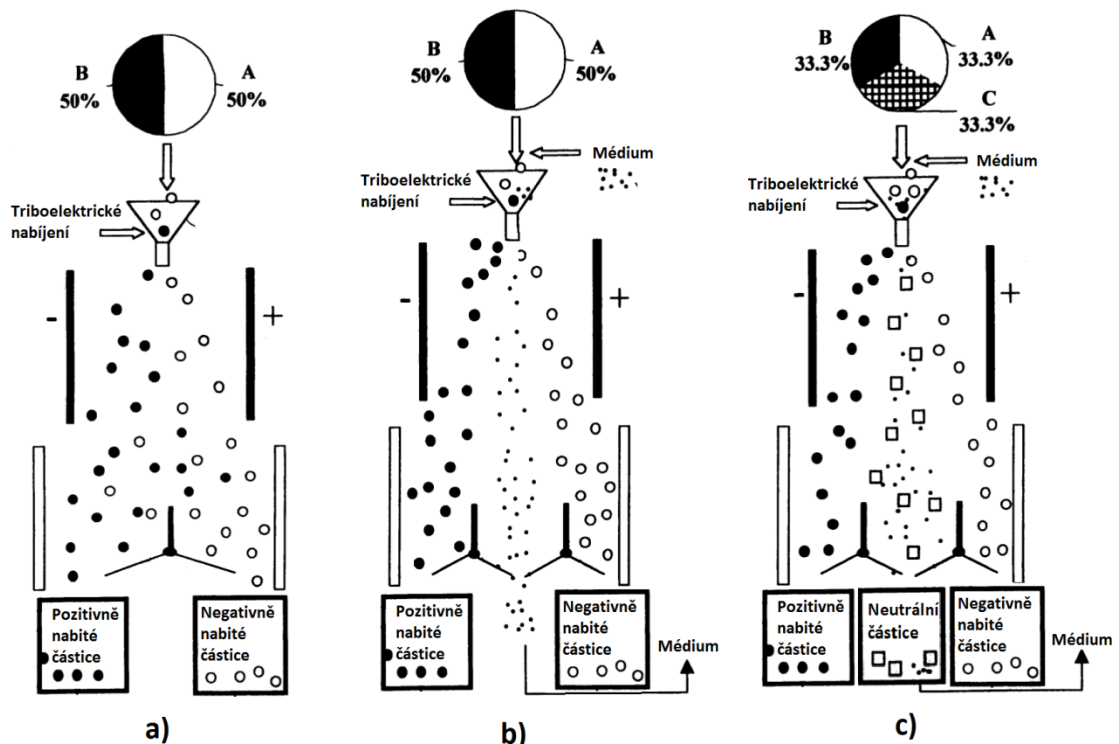 B
50%
A
50%
Triboelektrické
nabíjení
-
+
Pozitivně
nabité
částice
Negativně
nabité
částice
a)
B
50%
A
50%
Médium
Triboelektrické
nabíjení
-
+
Pozitivně
nabité
částice
Negativně
nabité
částice
Médium
b)
B
33.3%
A
33.3%
C
33.3%
Médium
Triboelektrické
nabíjení
-
+
Pozitivně
nabité
částice
Neutrální
částice
Negativně
nabité
částice
Médium
c)